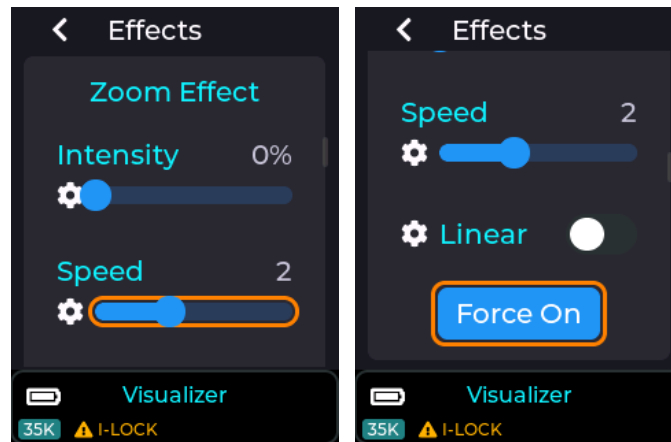 Effects
Zoom Effect
Intensity 0%
Speed 2
Visualizer
35K I-LOCK
Effects
Speed 2
Linear
Force On
Visualizer
35K I-LOCK